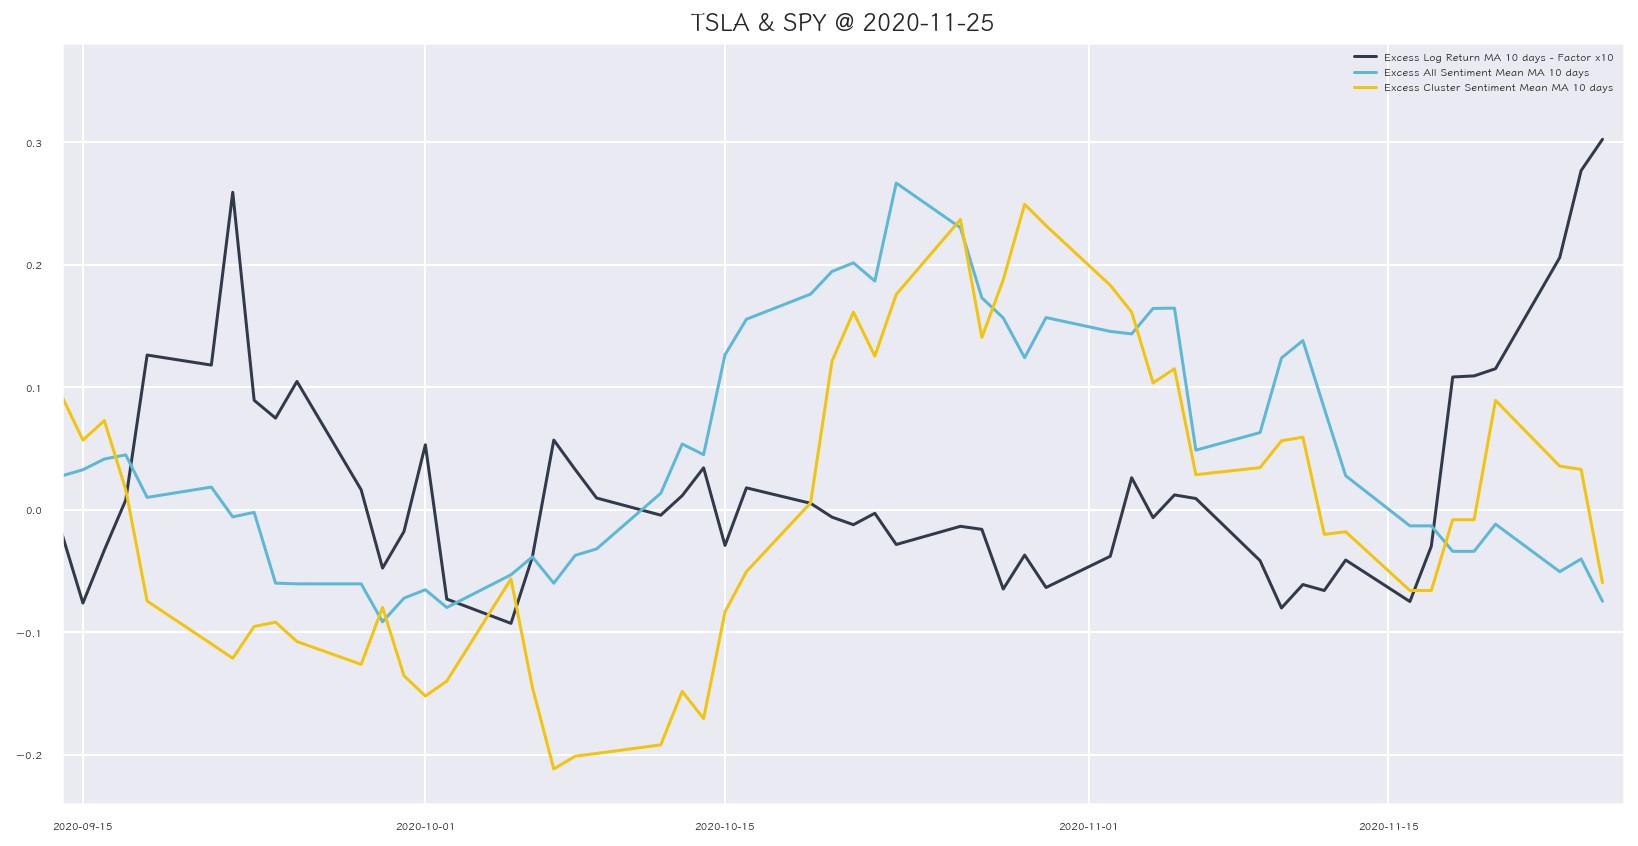 TSLA & SPY @ 2020-11-25
Excess Log Return MA 10 days - Factor x10
Excess All Sentiment Mean MA 10 days
Excess Cluster Sentiment Mean MA 10 days
0.3
0.2
0.1
0.0
−0.1
−0.2
2020-09-15 2020-10-01 2020-10-15 2020-11-01 2020-11-15